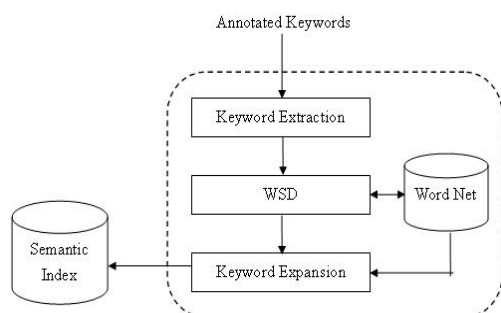 Annotated Keywords
Keyword Extraction
WSD
Word Net
Semantic
Index
Keyword Expansion